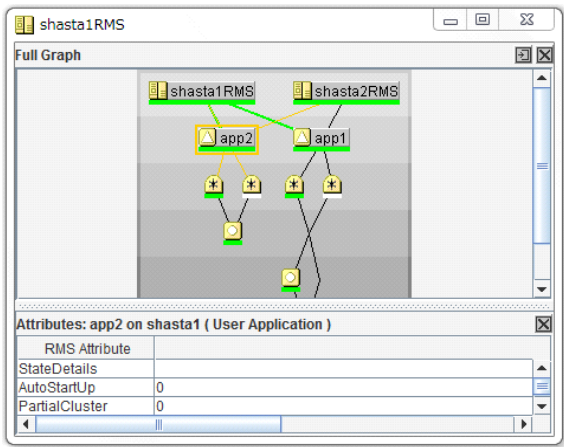 shasta1RMS
Full Graph
shasta1RMS shasta2RMS
app2 app1
Attributes: app2 on shasta1 ( User Application )
RMS Attribute
StateDetails
AutoStartUp 0
PartialCluster 0